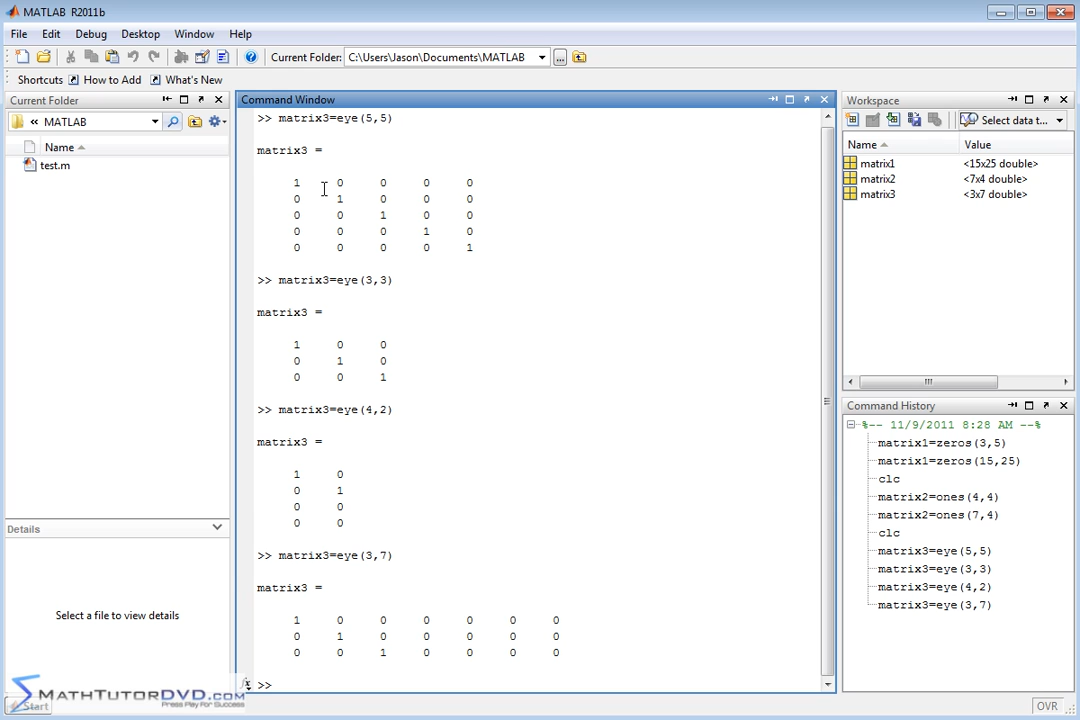 MATLAB R2011b
File Edit Debug Desktop Window Help
Current Folder: C:\Users\Jason\Documents\MATLAB ...
Shortcuts How to Add What's New
Current Folder
« MATLAB
Name
test.m
Details
Select a file to view details
Start
MATHTUTORDVD.COM
Press Play For Success
Command Window
>> matrix3=eye(5,5)
matrix3 =
1 0 0 0 0
0 1 0 0 0
0 0 1 0 0
0 0 0 1 0
0 0 0 0 1
>> matrix3=eye(3,3)
matrix3 =
1 0 0
0 1 0
0 0 1
>> matrix3=eye(4,2)
matrix3 =
1 0
0 1
0 0
0 0
>> matrix3=eye(3,7)
matrix3 =
1 0 0 0 0 0 0
0 1 0 0 0 0 0
0 0 1 0 0 0 0
fx >>
Workspace
Select data t...
Name Value
matrix1 <15x25 double>
matrix2 <7x4 double>
matrix3 <3x7 double>
Command History
%-- 11/9/2011 8:28 AM --%
matrix1=zeros(3,5)
matrix1=zeros(15,25)
clc
matrix2=ones(4,4)
matrix2=ones(7,4)
clc
matrix3=eye(5,5)
matrix3=eye(3,3)
matrix3=eye(4,2)
matrix3=eye(3,7)
OVR